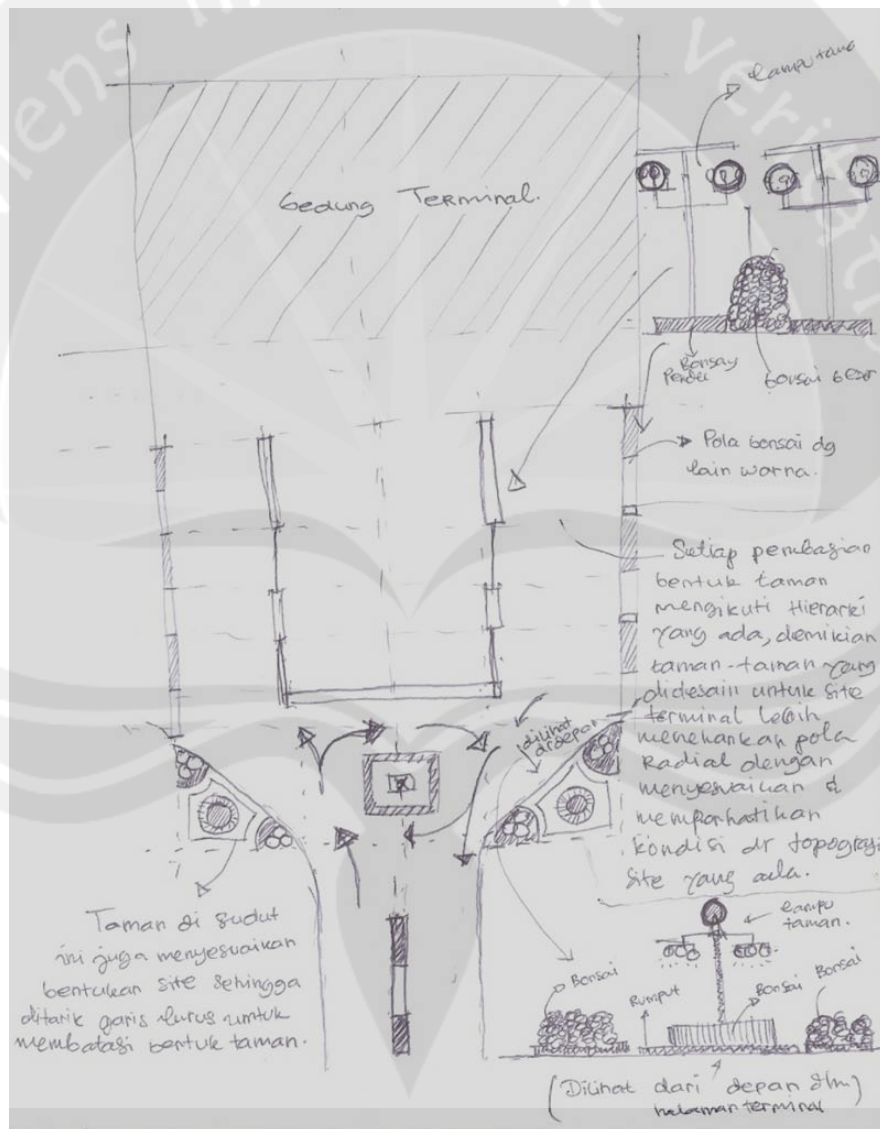 Gedung Terminal.
Lampu tama
Bonsay
Pendek
bonsai besar
Pola bonsai dg
lain warna.
Setiap pembagian
bentuk taman
mengikuti Hierarki
yang ada, demikian
taman-taman yang
didesain untuk site
terminal lebih
menekankan pola
Radial dengan
menyesuaikan &
memperhatikan
kondisi dr topografi
site yang ada.
dilihat
dr depan
Taman di sudut
ini juga menyesuaikan
bentukan site sehingga
ditarik garis lurus untuk
membatasi bentuk taman.
Lampu
taman.
Bonsai
Rumput
Bonsai
Bonsai
(Dilihat dari depan dlm)
halaman terminal